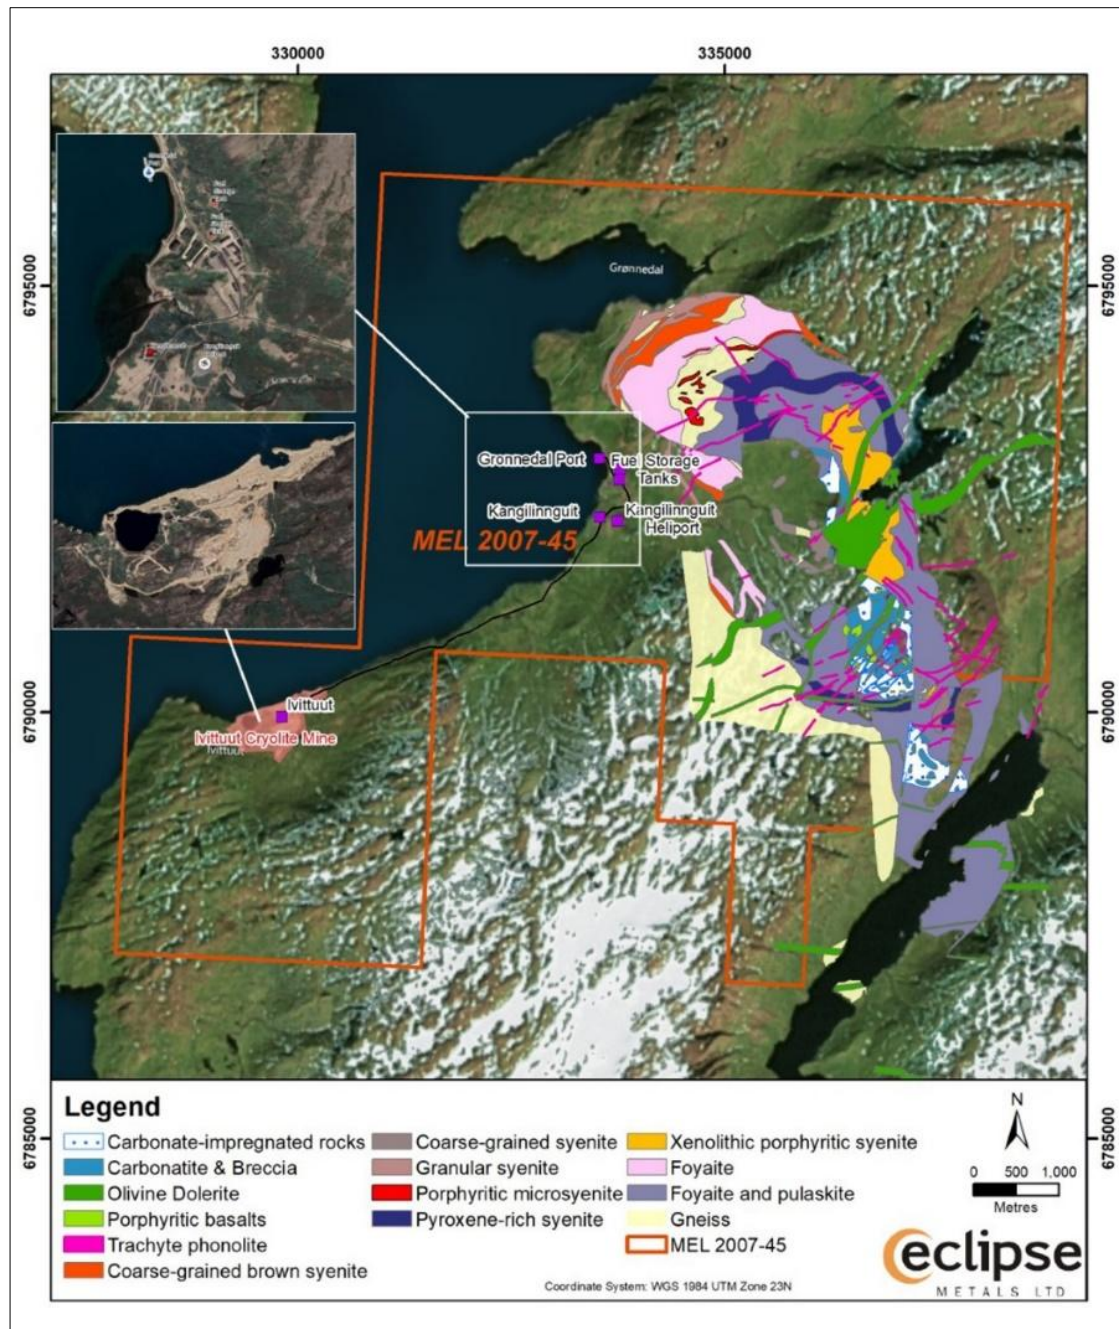 330000
335000
6795000
6795000
Grønnedal
Gronnedal Port
Fuel Storage
Tanks
Kangilinnguit
Kangilinnguit
Heliport
MEL 2007-45
Ivittuut
Ivittuut Cryolite Mine
Ivittuut
6790000
6790000
6785000
6785000
Legend
Carbonate-impregnated rocks
Carbonatite & Breccia
Olivine Dolerite
Porphyritic basalts
Trachyte phonolite
Coarse-grained brown syenite
Coarse-grained syenite
Granular syenite
Porphyritic microsyenite
Pyroxene-rich syenite
Xenolithic porphyritic syenite
Foyaite
Foyaite and pulaskite
Gneiss
MEL 2007-45
N
0 500 1,000
Metres
Coordinate System: WGS 1984 UTM Zone 23N
eclipse
METALS LTD